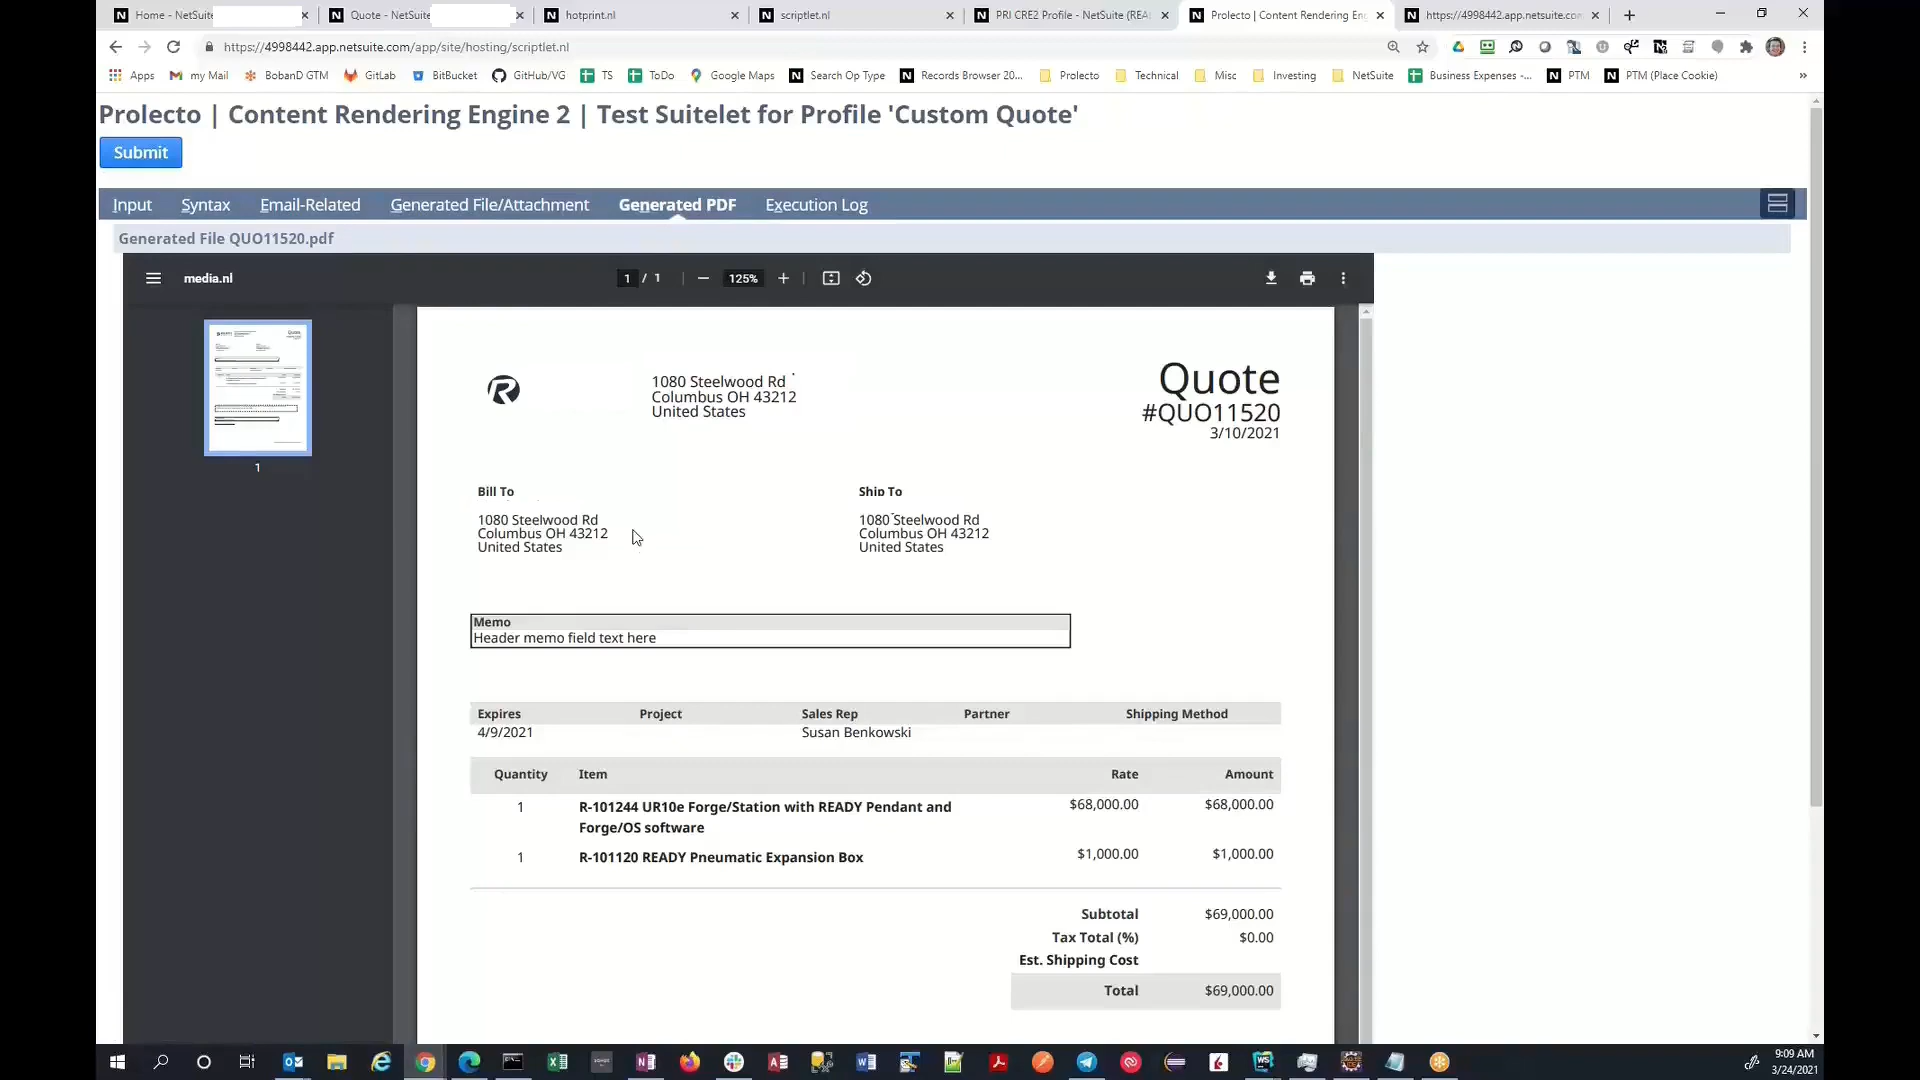 Home - NetSuite
Quote - NetSuite
hotprint.nl
scriptlet.nl
PRI CRE2 Profile - NetSuite (REA
Prolecto | Content Rendering Eng
https://4998442.app.netsuite.com
https://4998442.app.netsuite.com/app/site/hosting/scriptlet.nl
Apps my Mail BobanD GTM GitLab BitBucket GitHub/VG TS ToDo Google Maps Search Op Type Records Browser 20... Prolecto Technical Misc Investing NetSuite Business Expenses -... PTM PTM (Place Cookie) »
Prolecto | Content Rendering Engine 2 | Test Suitelet for Profile 'Custom Quote'
Submit
Input Syntax Email-Related Generated File/Attachment Generated PDF Execution Log
Generated File QUO11520.pdf
media.nl 1 / 1 125%
1
1080 Steelwood Rd
Columbus OH 43212
United States
Quote
#QUO11520
3/10/2021
Bill To
1080 Steelwood Rd
Columbus OH 43212
United States
Ship To
1080 Steelwood Rd
Columbus OH 43212
United States
Memo
Header memo field text here
Expires Project Sales Rep Partner Shipping Method
4/9/2021 Susan Benkowski
Quantity Item Rate Amount
1 R-101244 UR10e Forge/Station with READY Pendant and $68,000.00 $68,000.00
Forge/OS software
1 R-101120 READY Pneumatic Expansion Box $1,000.00 $1,000.00
Subtotal $69,000.00
Tax Total (%) $0.00
Est. Shipping Cost
Total $69,000.00
9:09 AM
3/24/2021